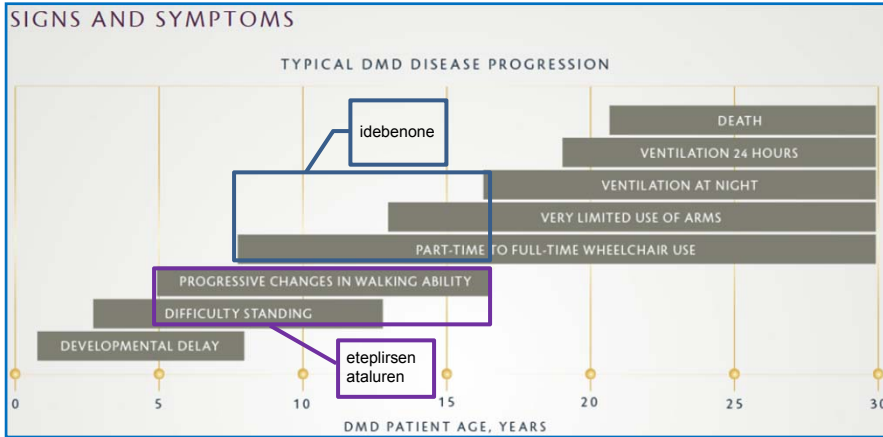 SIGNS AND SYMPTOMS
TYPICAL DMD DISEASE PROGRESSION
DEATH
idebenone
VENTILATION 24 HOURS
VENTILATION AT NIGHT
VERY LIMITED USE OF ARMS
PART-TIME TO FULL-TIME WHEELCHAIR USE
PROGRESSIVE CHANGES IN WALKING ABILITY
DIFFICULTY STANDING
DEVELOPMENTAL DELAY
eteplirsen
ataluren
0 5 10 15 20 25 30
DMD PATIENT AGE, YEARS